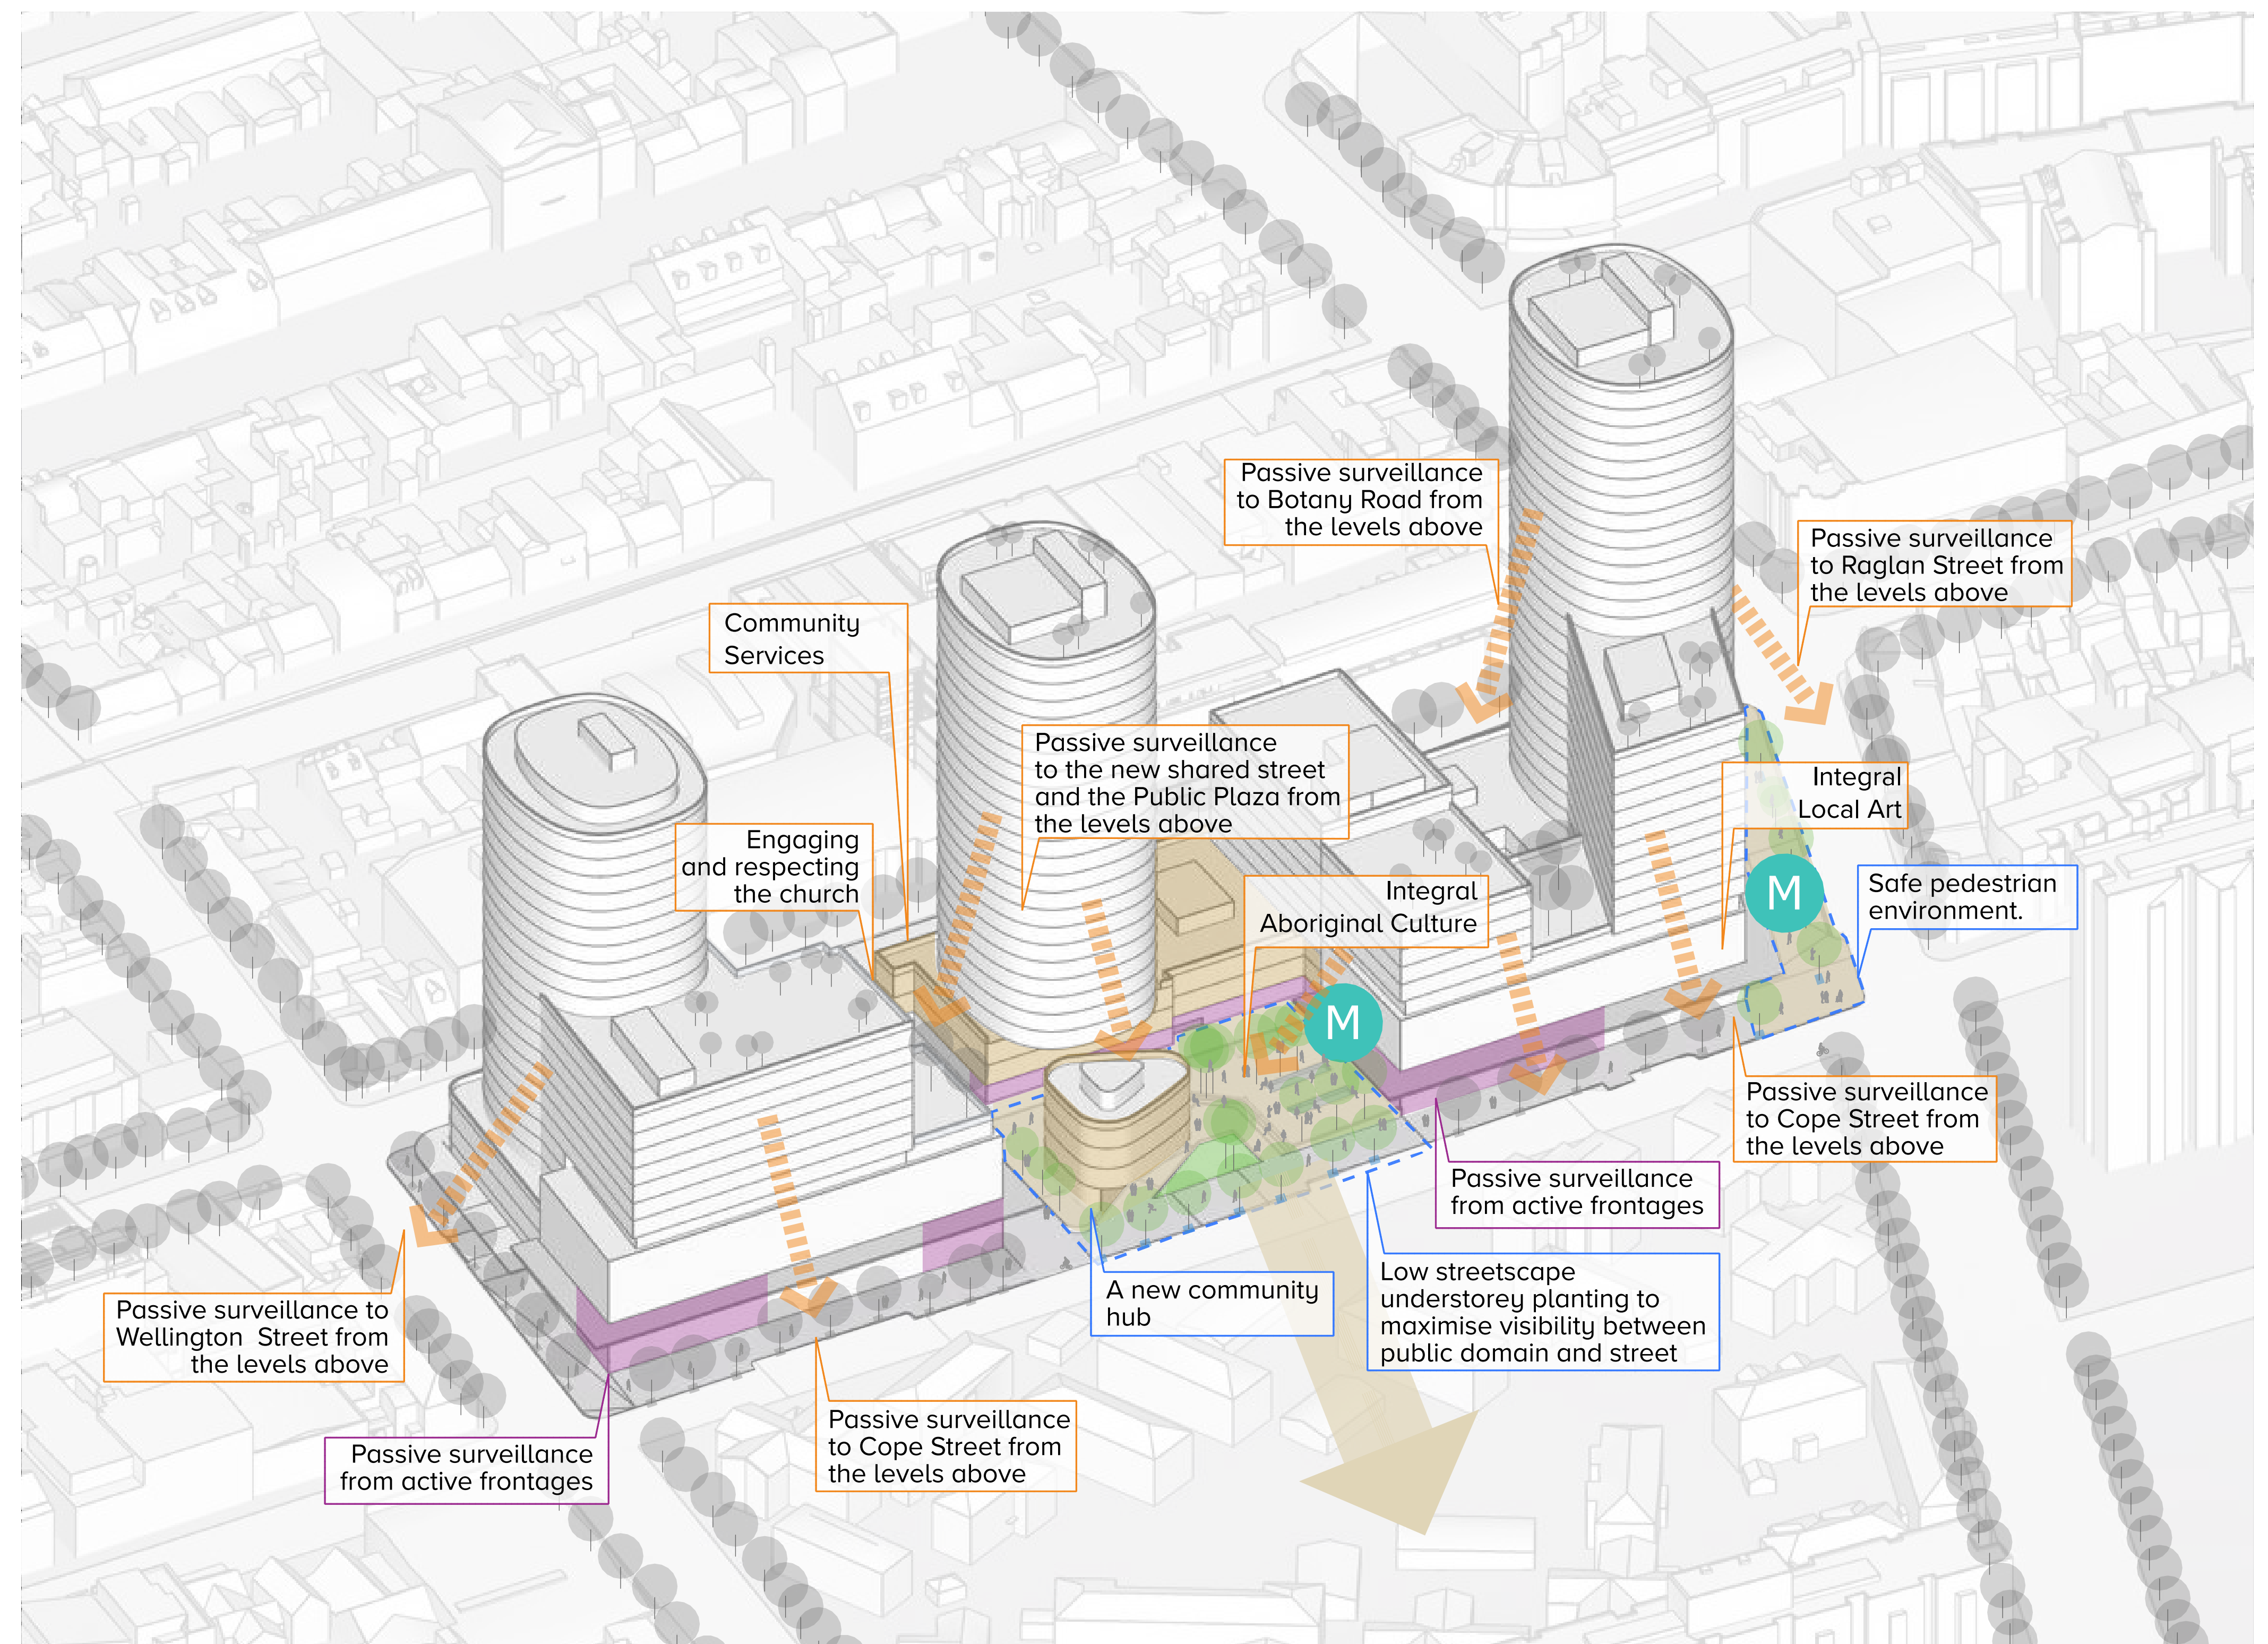 Passive surveillance
to Botany Road from
the levels above
Passive surveillance
to Raglan Street from
the levels above
Community
Services
Passive surveillance
to the new shared street
and the Public Plaza from
the levels above
Integral
Local Art
Engaging
and respecting
the church
Integral
Aboriginal Culture
M
Safe pedestrian
environment.
M
Passive surveillance
to Cope Street from
the levels above
Passive surveillance
from active frontages
A new community
hub
Low streetscape
understorey planting to
maximise visibility between
public domain and street
Passive surveillance to
Wellington  Street from
the levels above
Passive surveillance
to Cope Street from
the levels above
Passive surveillance
from active frontages